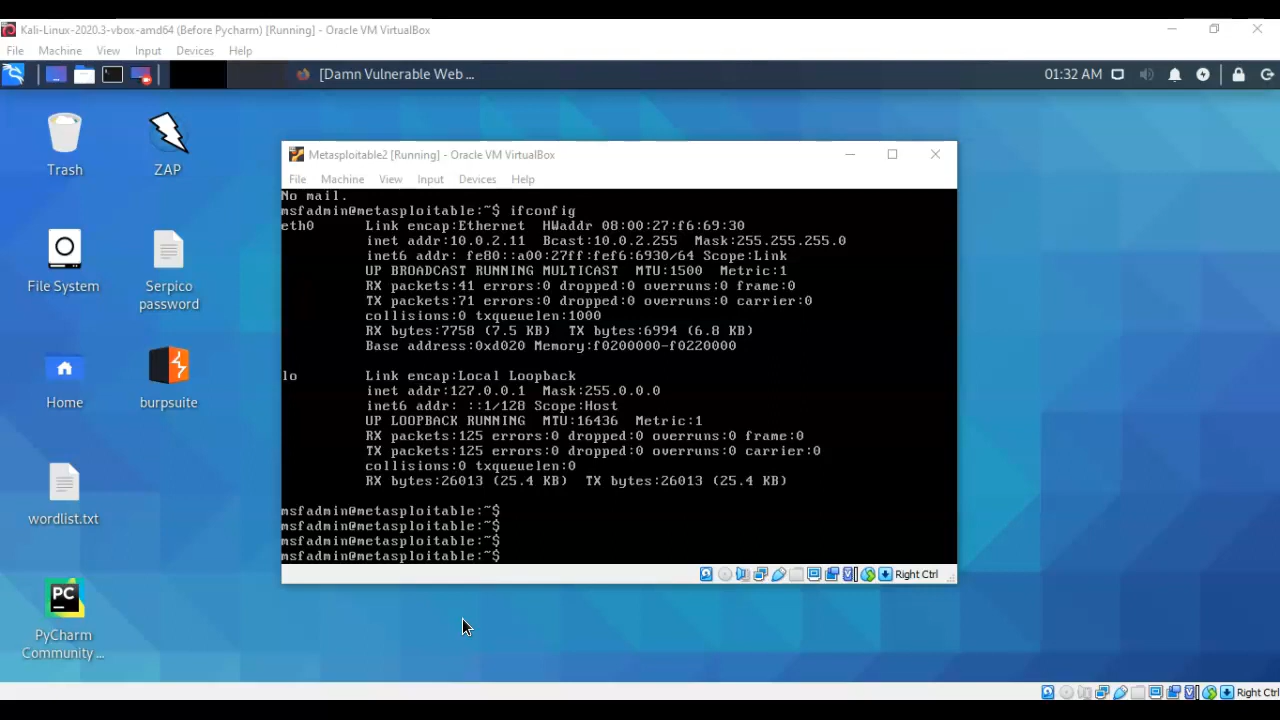 Kali-Linux-2020.3-vbox-amd64 (Before Pycharm) [Running] - Oracle VM VirtualBox
File Machine View Input Devices Help
[Damn Vulnerable Web ...
01:32 AM
Trash
ZAP
File System
Serpico
password
Home
burpsuite
wordlist.txt
PC
PyCharm
Community ...
Metasploitable2 [Running] - Oracle VM VirtualBox
File Machine View Input Devices Help
No mail.
msfadmin@metasploitable:~$ ifconfig
eth0 Link encap:Ethernet HWaddr 08:00:27:f6:69:30
inet addr:10.0.2.11 Bcast:10.0.2.255 Mask:255.255.255.0
inet6 addr: fe80::a00:27ff:fef6:6930/64 Scope:Link
UP BROADCAST RUNNING MULTICAST MTU:1500 Metric:1
RX packets:41 errors:0 dropped:0 overruns:0 frame:0
TX packets:71 errors:0 dropped:0 overruns:0 carrier:0
collisions:0 txqueuelen:1000
RX bytes:7758 (7.5 KB) TX bytes:6994 (6.8 KB)
Base address:0xd020 Memory:f0200000-f0220000
lo Link encap:Local Loopback
inet addr:127.0.0.1 Mask:255.0.0.0
inet6 addr: ::1/128 Scope:Host
UP LOOPBACK RUNNING MTU:16436 Metric:1
RX packets:125 errors:0 dropped:0 overruns:0 frame:0
TX packets:125 errors:0 dropped:0 overruns:0 carrier:0
collisions:0 txqueuelen:0
RX bytes:26013 (25.4 KB) TX bytes:26013 (25.4 KB)
msfadmin@metasploitable:~$
msfadmin@metasploitable:~$
msfadmin@metasploitable:~$
msfadmin@metasploitable:~$
Right Ctrl
Right Ctrl